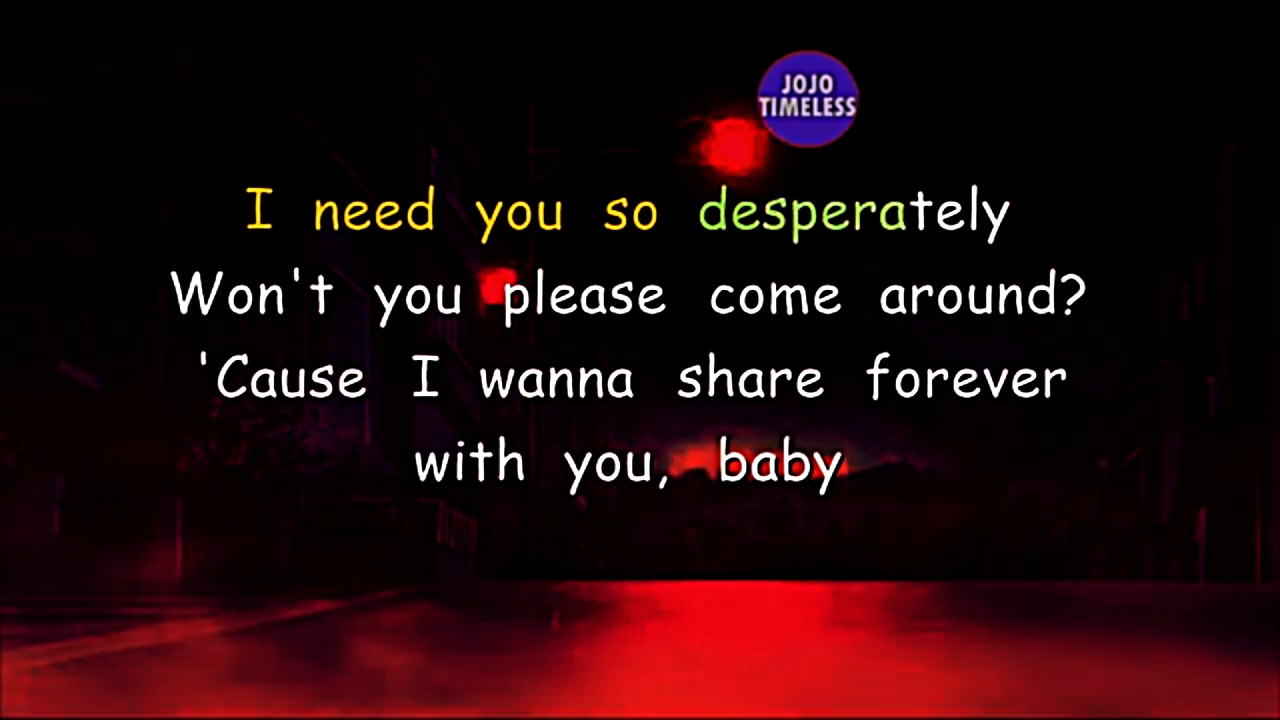 JOJO
TIMELESS
I need you so desperately
Won't you please come around?
'Cause I wanna share forever
with you, baby